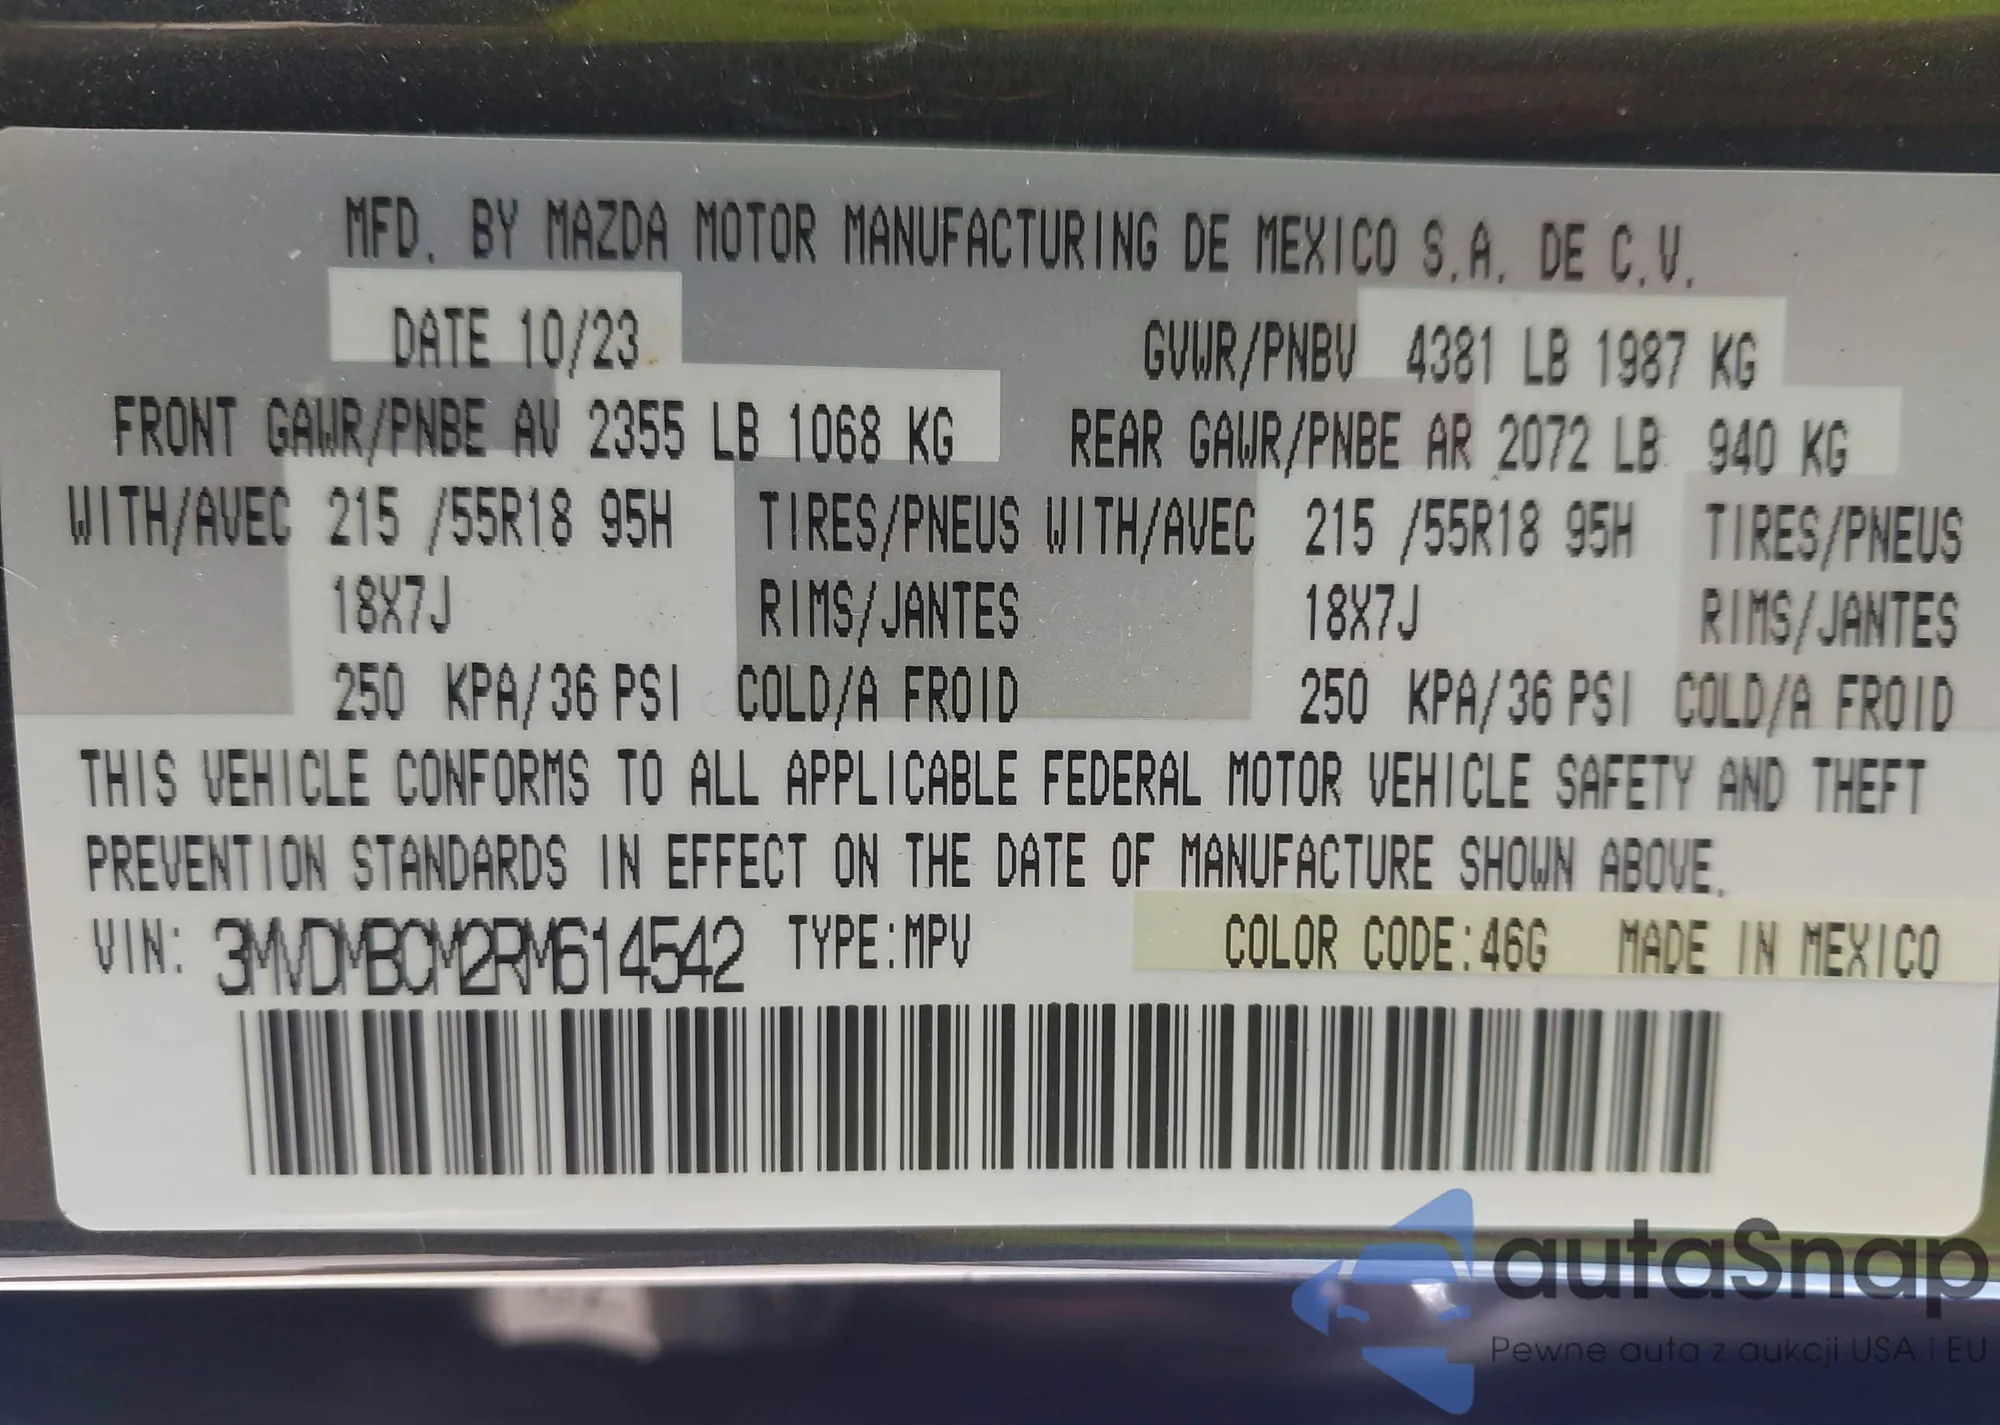 MFD. BY MAZDA MOTOR MANUFACTURING DE MEXICO S.A. DE C.V.
DATE 10/23 GVWR/PNBV 4381 LB 1987 KG
FRONT GAWR/PNBE AV 2355 LB 1068 KG REAR GAWR/PNBE AR 2072 LB 940 KG
WITH/AVEC 215 /55R18 95H TIRES/PNEUS WITH/AVEC 215 /55R18 95H TIRES/PNEUS
18X7J RIMS/JANTES 18X7J RIMS/JANTES
250 KPA/36 PSI COLD/A FROID 250 KPA/36 PSI COLD/A FROID
THIS VEHICLE CONFORMS TO ALL APPLICABLE FEDERAL MOTOR VEHICLE SAFETY AND THEFT
PREVENTION STANDARDS IN EFFECT ON THE DATE OF MANUFACTURE SHOWN ABOVE.
VIN: 3MVDMBCM2RM614542 TYPE:MPV COLOR CODE:46G MADE IN MEXICO
autaSnap
Pewne auta z aukcji USA i EU